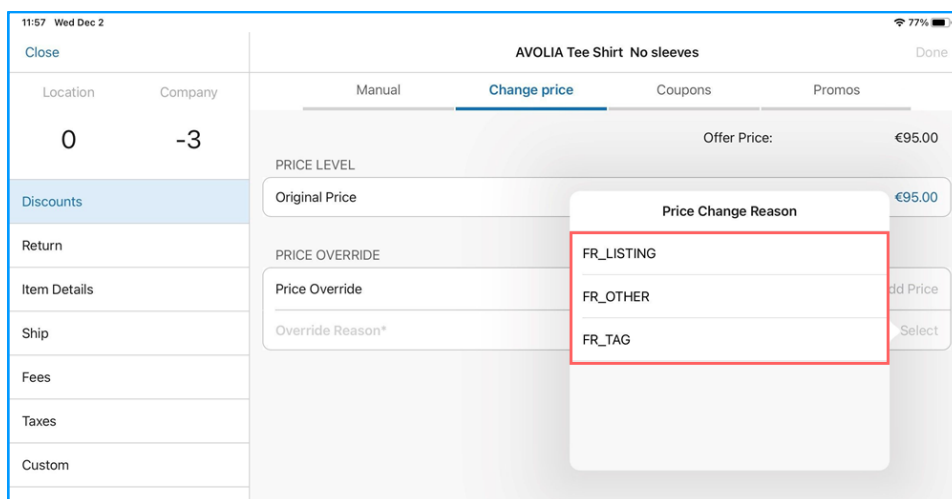 11:57 Wed Dec 2
77%
Close
AVOLIA Tee Shirt No sleeves
Done
Location Company
0 -3
Manual Change price Coupons Promos
Offer Price: €95.00
PRICE LEVEL
Original Price €95.00
Discounts
Return
Item Details
Ship
Fees
Taxes
Custom
PRICE OVERRIDE
Price Override Price
Override Reason* Select
Price Change Reason
FR_LISTING
FR_OTHER
FR_TAG